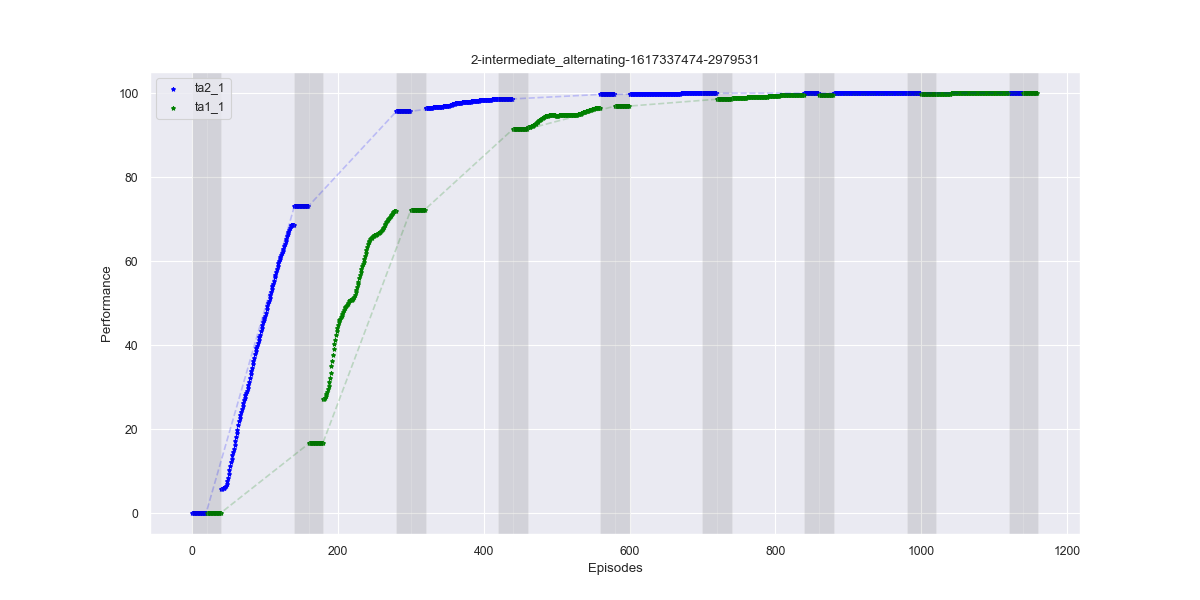 2-intermediate_alternating-1617337474-2979531
ta2_1
ta1_1
100
80
60
40
20
0
Performance
0 200 400 600 800 1000 1200
Episodes